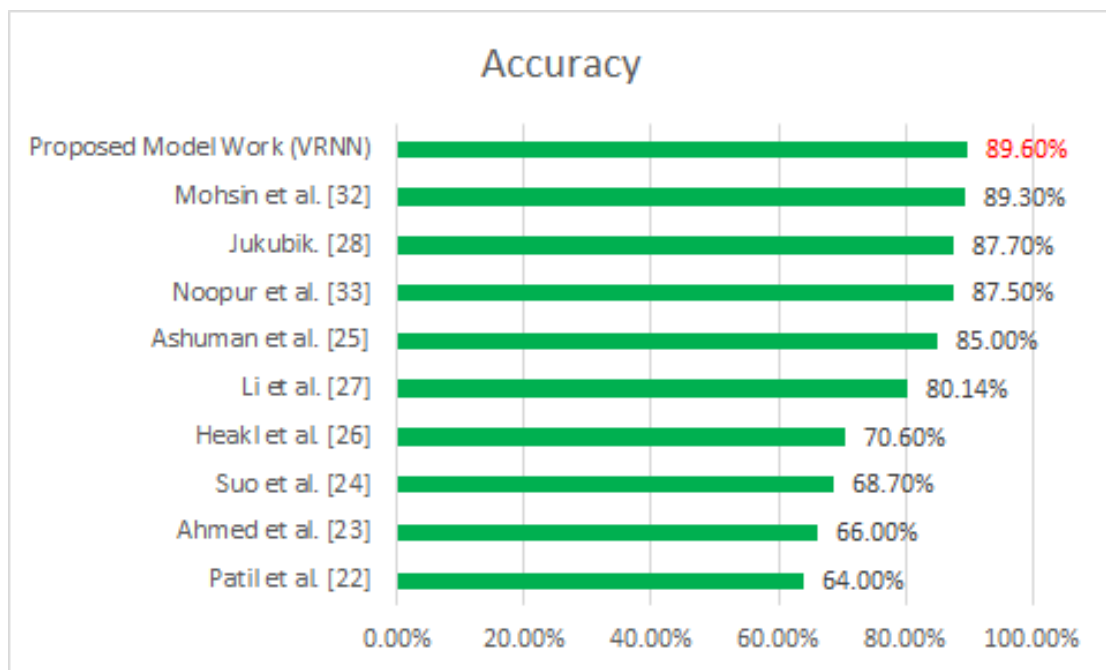 Accuracy
Proposed Model Work (VRNN) 89.60%
Mohsin et al. [32] 89.30%
Jukubik. [28] 87.70%
Noopur et al. [33] 87.50%
Ashuman et al. [25] 85.00%
Li et al. [27] 80.14%
Heakl et al. [26] 70.60%
Suo et al. [24] 68.70%
Ahmed et al. [23] 66.00%
Patil et al. [22] 64.00%
0.00% 20.00% 40.00% 60.00% 80.00% 100.00%